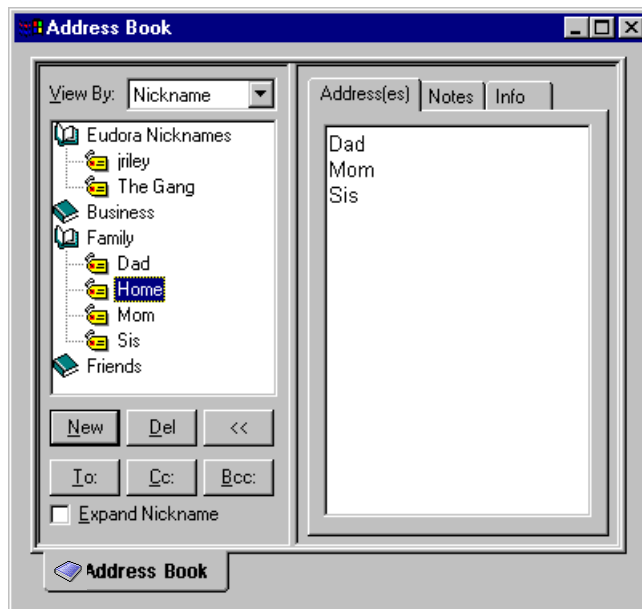 Address Book
View By: Nickname
Eudora Nicknames
jriley
The Gang
Business
Family
Dad
Home
Mom
Sis
Friends
New Del <<
To: Cc: Bcc:
Expand Nickname
Address(es) Notes Info
Dad
Mom
Sis
Address Book